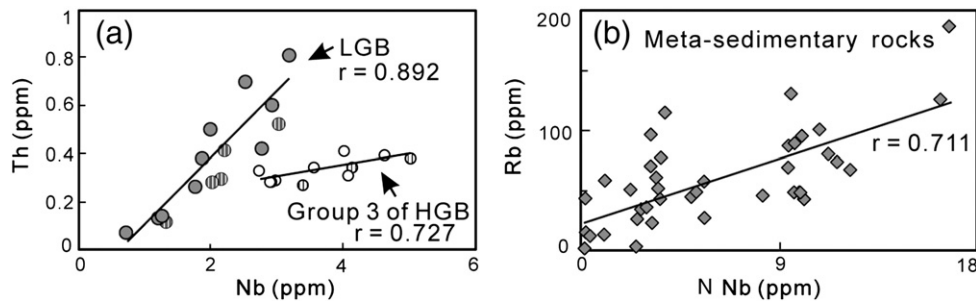 (a)
LGB
r = 0.892
Group 3 of HGB
r = 0.727
Th (ppm)
1
0.8
0.6
0.4
0.2
0
0 2 4 6
Nb (ppm)
(b)
Meta-sedimentary rocks
r = 0.711
Rb (ppm)
200
100
0
0 9 18
N Nb (ppm)